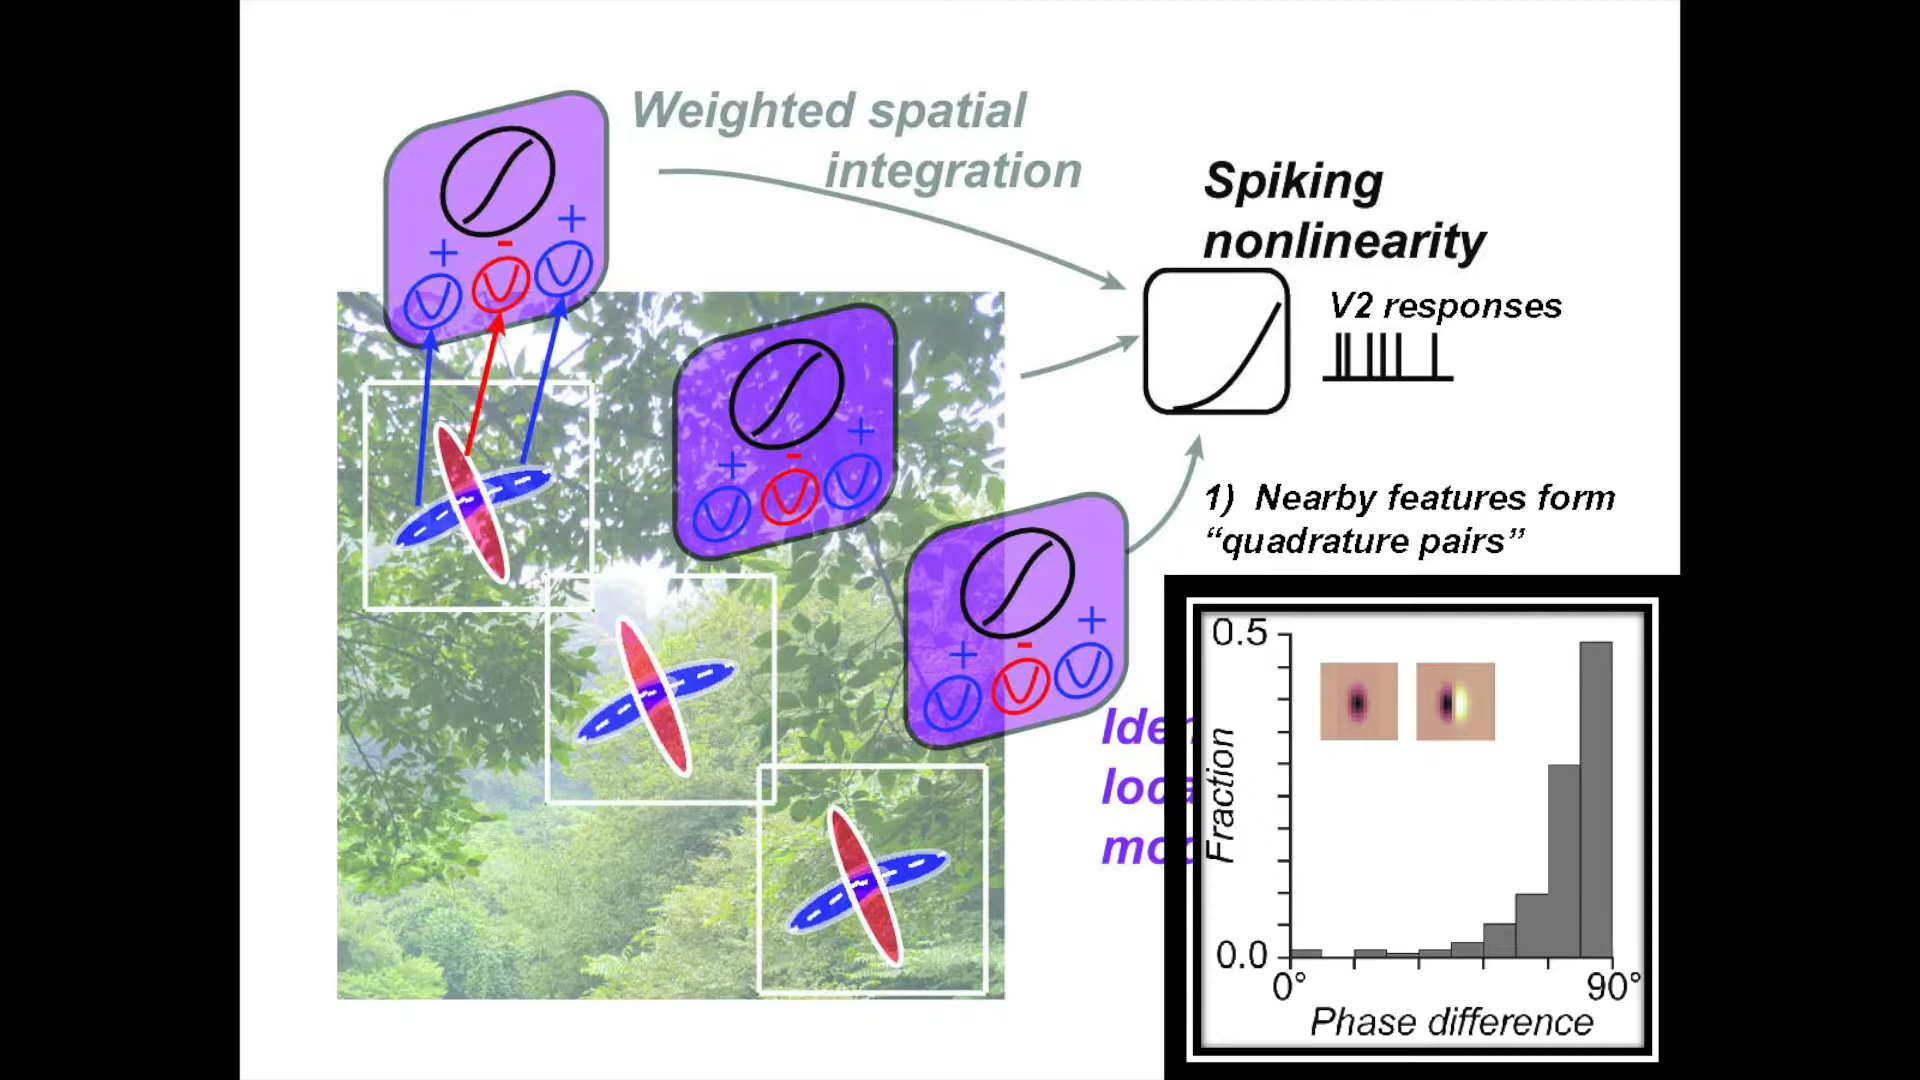 Weighted spatial
integration
Spiking
nonlinearity
V2 responses
+
-
+
+
-
+
+
-
+
1) Nearby features form
“quadrature pairs”
0.5
Fraction
0.0
0°
90°
Phase difference